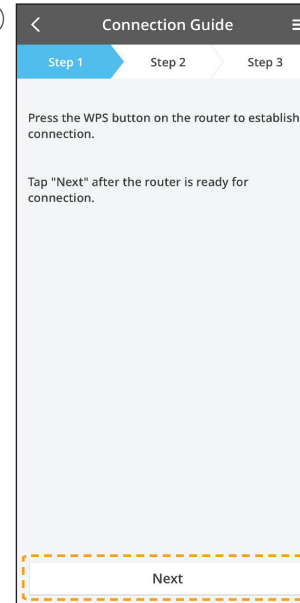 Connection Guide
Step 1
Step 2
Step 3
Press the WPS button on the router to establish
connection.
Tap "Next" after the router is ready for
connection.
Next